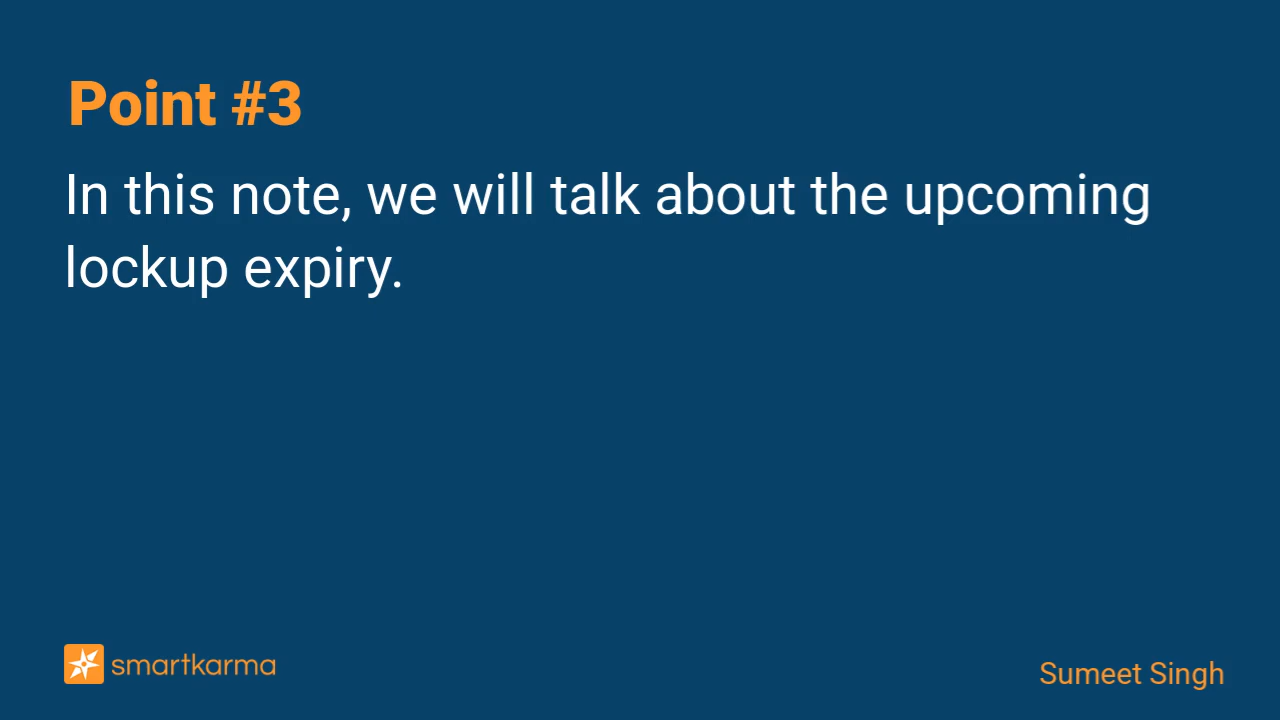 Point #3
In this note, we will talk about the upcoming
lockup expiry.
smartkarma
Sumeet Singh